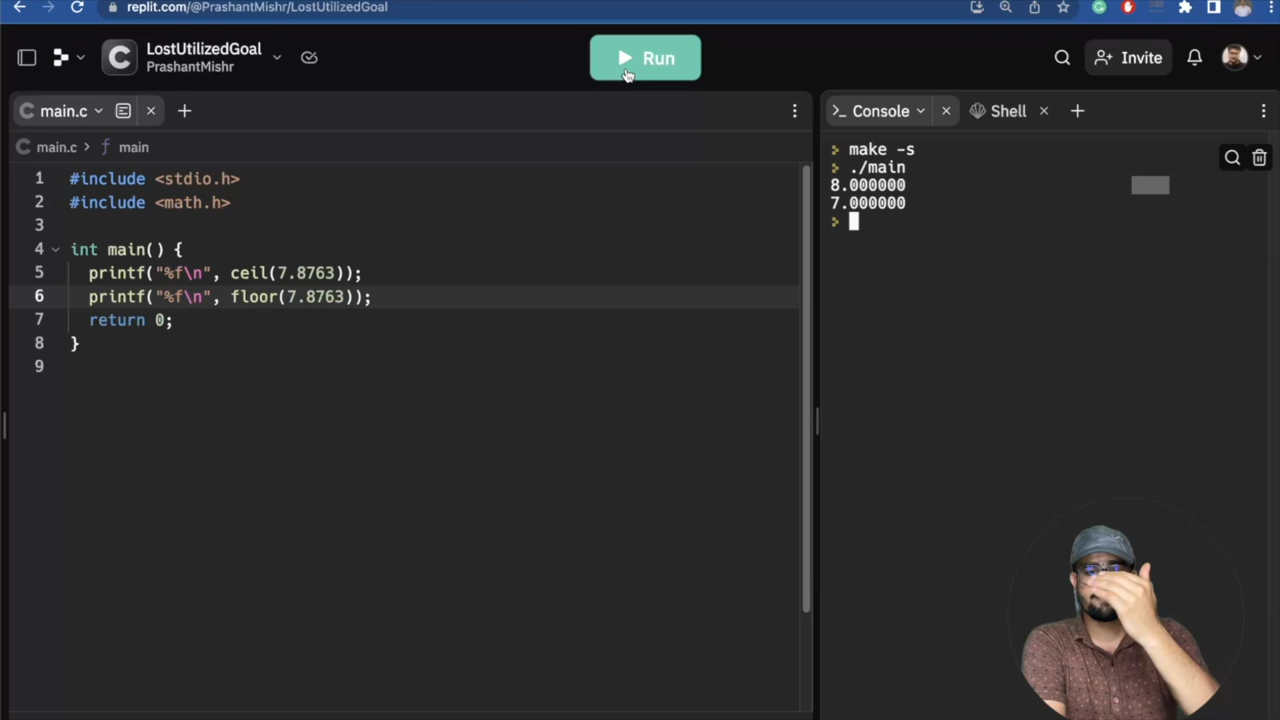 replit.com/@PrashantMishr/LostUtilizedGoal
LostUtilizedGoal
PrashantMishr
Run
Invite
main.c
Console
Shell
main.c > main
1 #include <stdio.h>
2 #include <math.h>
3
4 int main() {
5 printf("%f\n", ceil(7.8763));
6 printf("%f\n", floor(7.8763));
7 return 0;
8 }
9
> make -s
> ./main
8.000000
7.000000
>